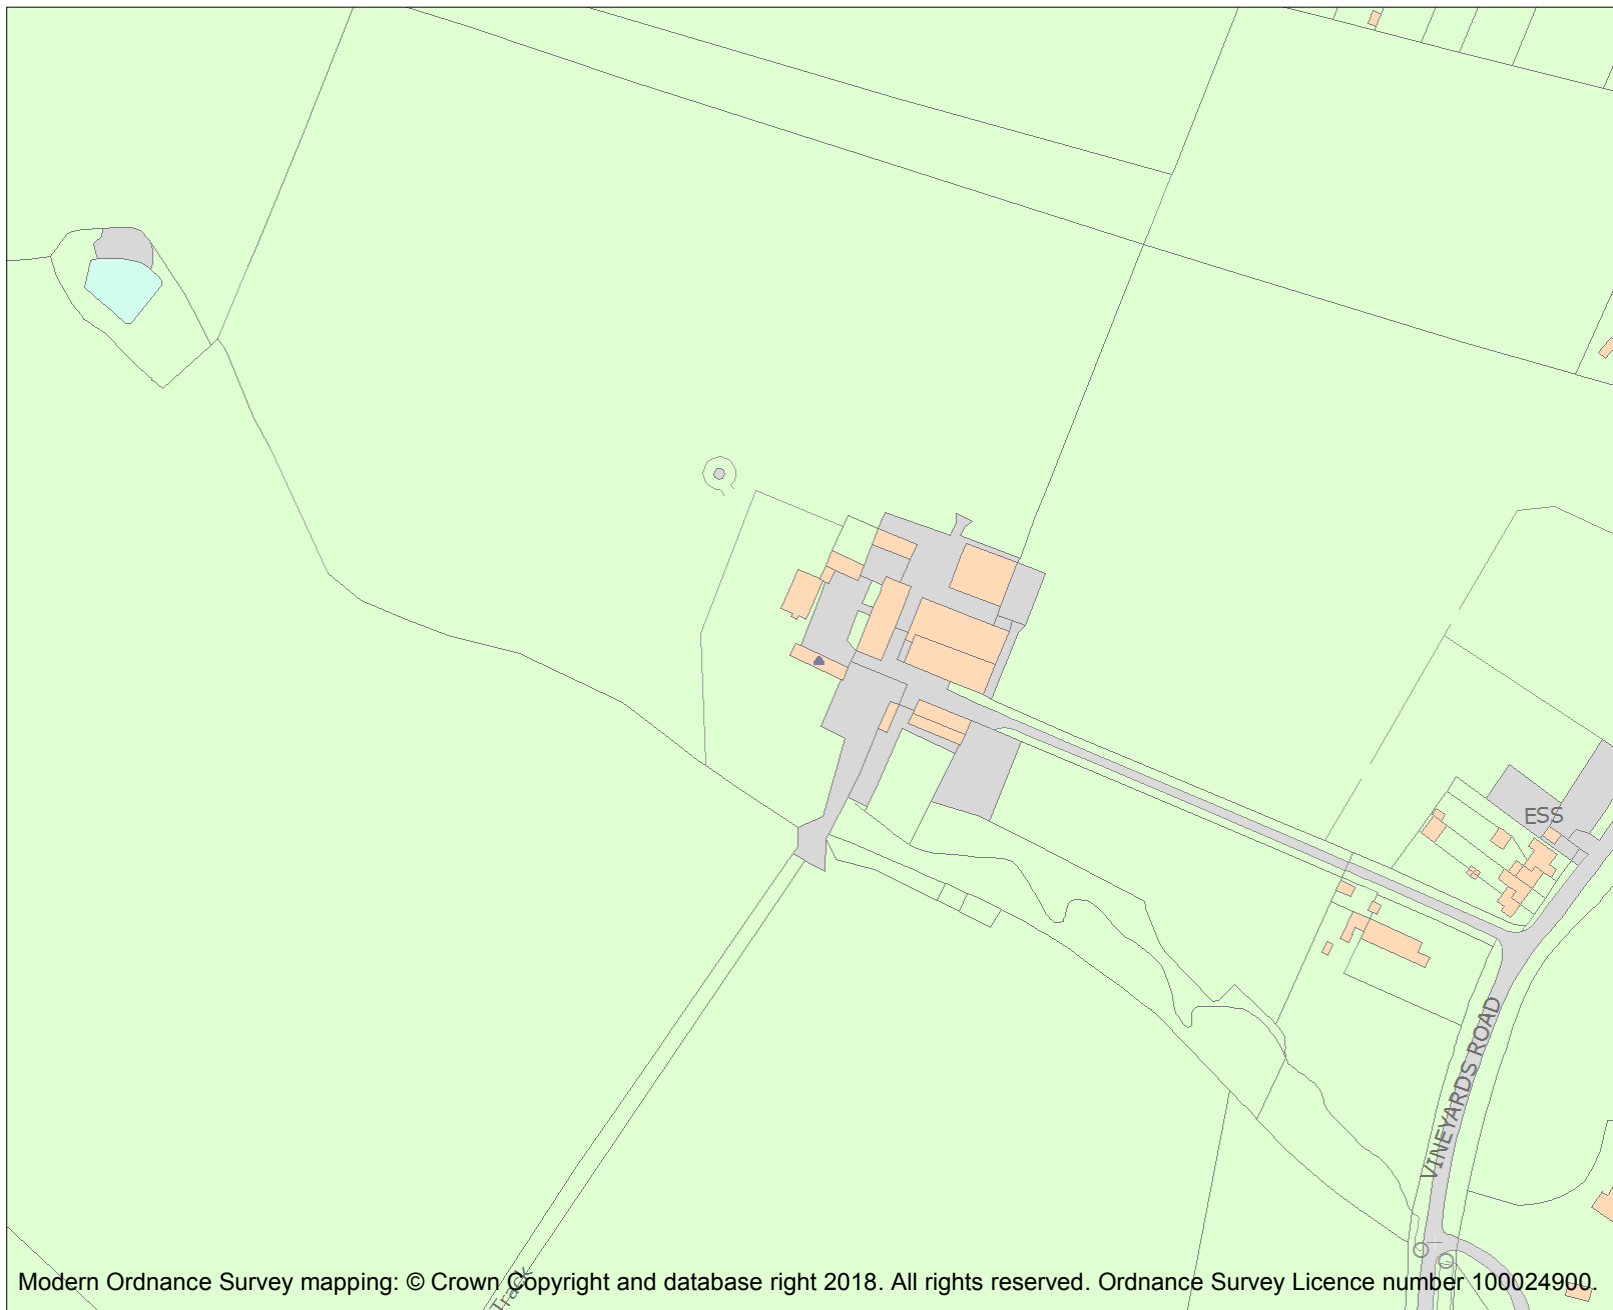 ESS
VINEYARDS ROAD
Track
Modern Ordnance Survey mapping: © Crown Copyright and database right 2018. All rights reserved. Ordnance Survey Licence number 100024900.